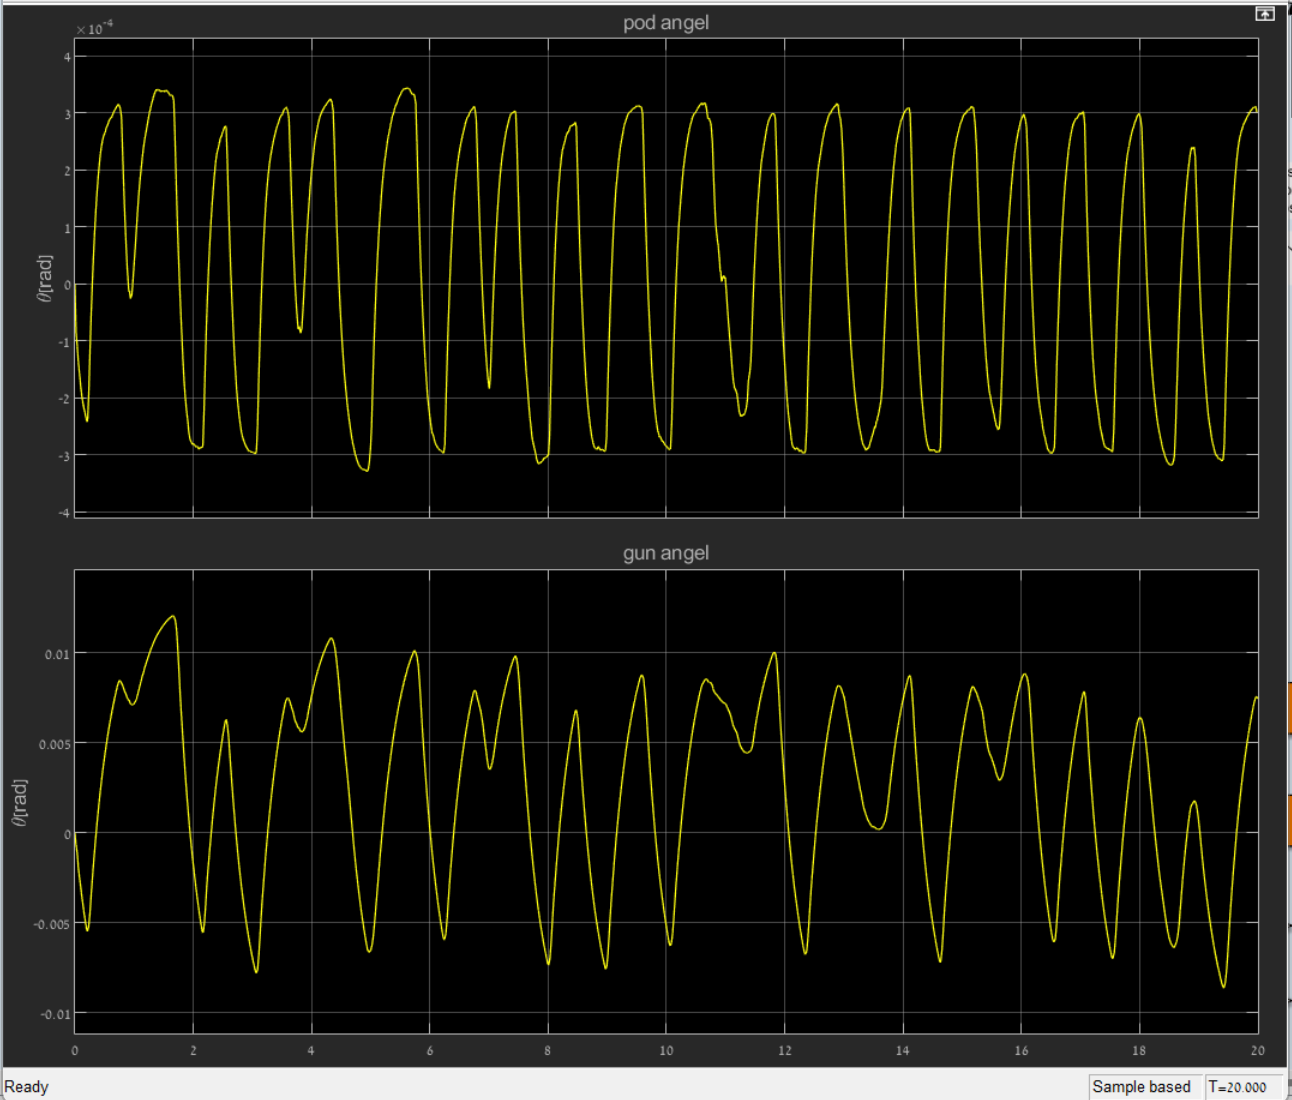 pod angel
×10⁻⁴
4
3
2
1
0
-1
-2
-3
-4
θ[rad]
gun angel
0.01
0.005
0
-0.005
-0.01
θ[rad]
0 2 4 6 8 10 12 14 16 18 20
Ready Sample based T=20.000